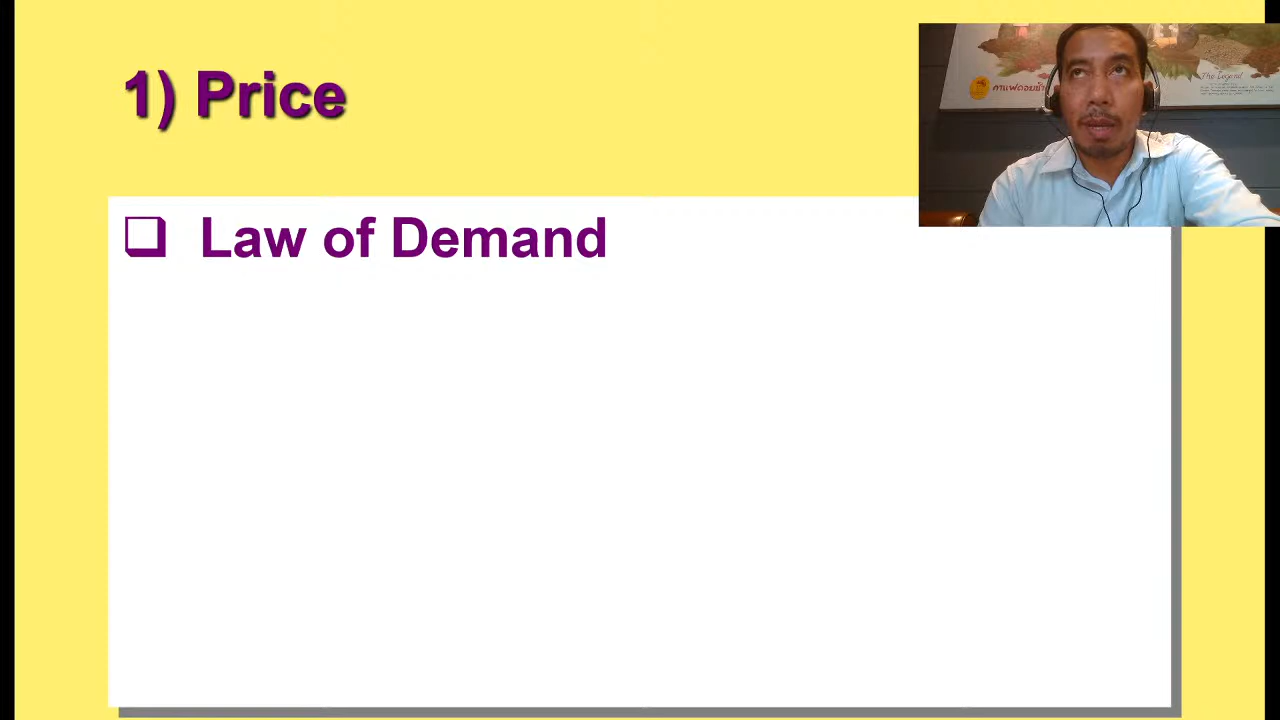 1) Price
❑ Law of Demand
The Legend